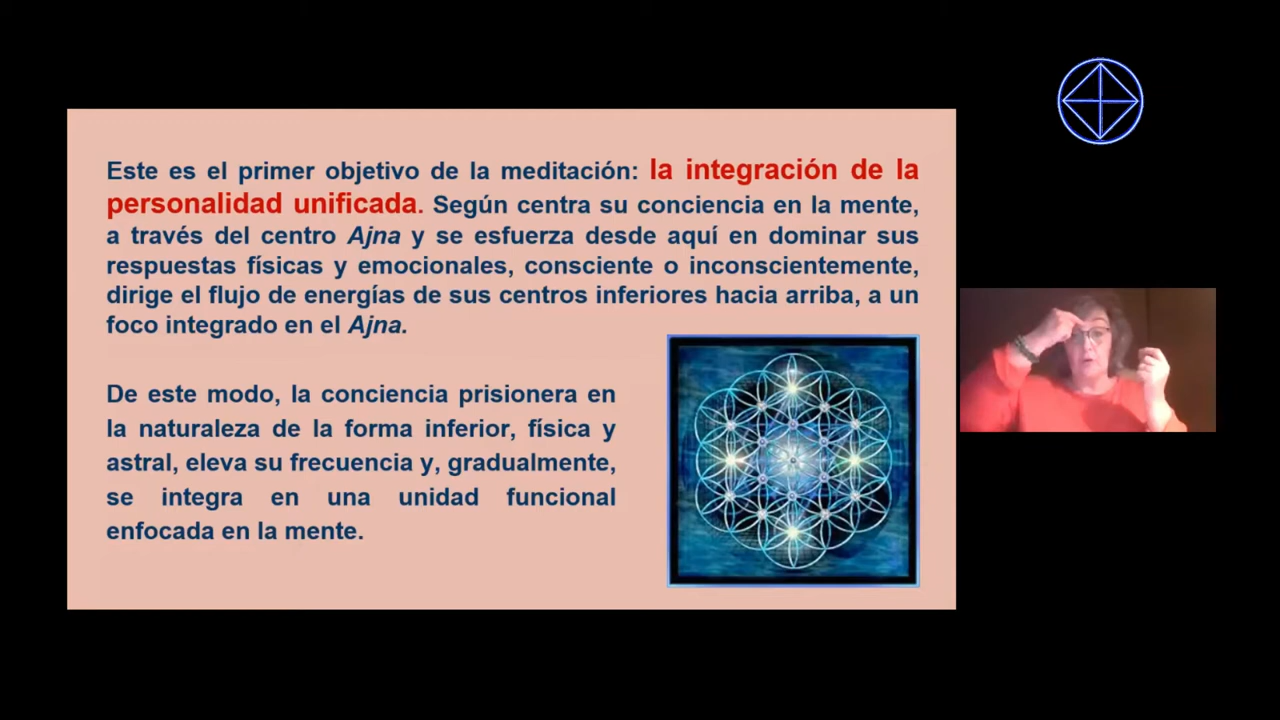 Este es el primer objetivo de la meditación: la integración de la
personalidad unificada. Según centra su conciencia en la mente,
a través del centro Ajna y se esfuerza desde aquí en dominar sus
respuestas físicas y emocionales, consciente o inconscientemente,
dirige el flujo de energías de sus centros inferiores hacia arriba, a un
foco integrado en el Ajna.
De este modo, la conciencia prisionera en
la naturaleza de la forma inferior, física y
astral, eleva su frecuencia y, gradualmente,
se integra en una unidad funcional
enfocada en la mente.